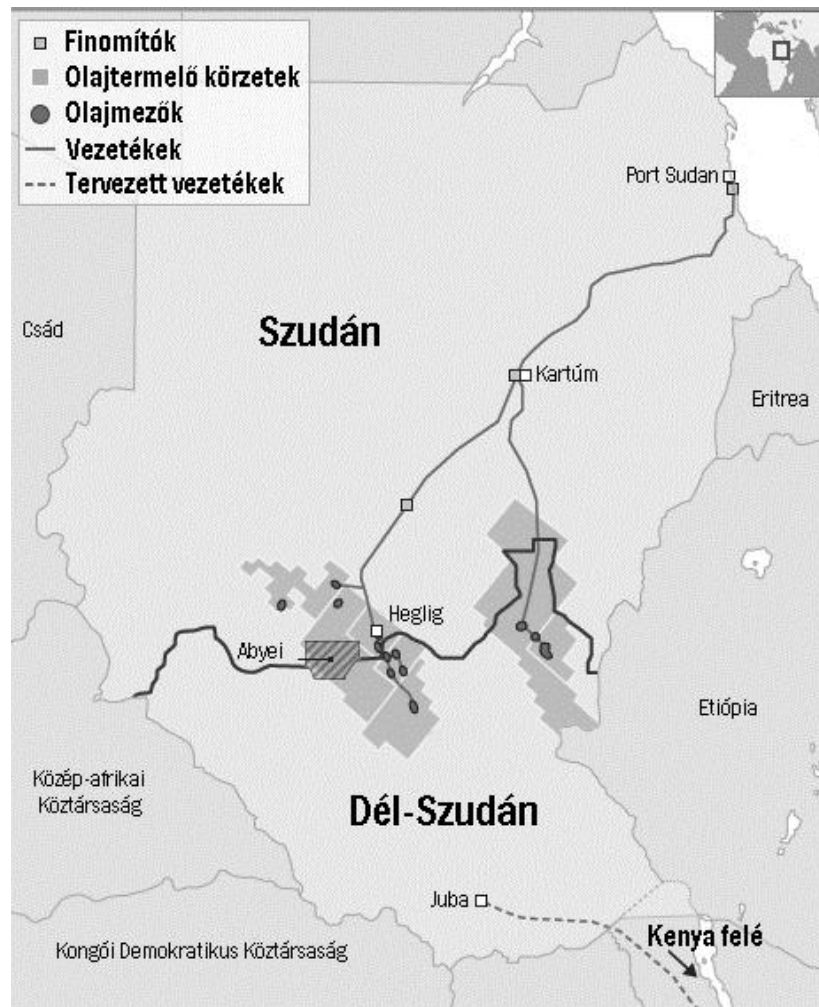 Finomítók
Olajtermelő körzetek
Olajmezők
Vezetékek
Tervezett vezetékek
Port Sudan
Csád
Szudán
Kartúm
Eritrea
Heglig
Abyei
Etiópia
Közép-afrikai
Köztársaság
Dél-Szudán
Juba
Kenya felé
Kongói Demokratikus Köztársaság